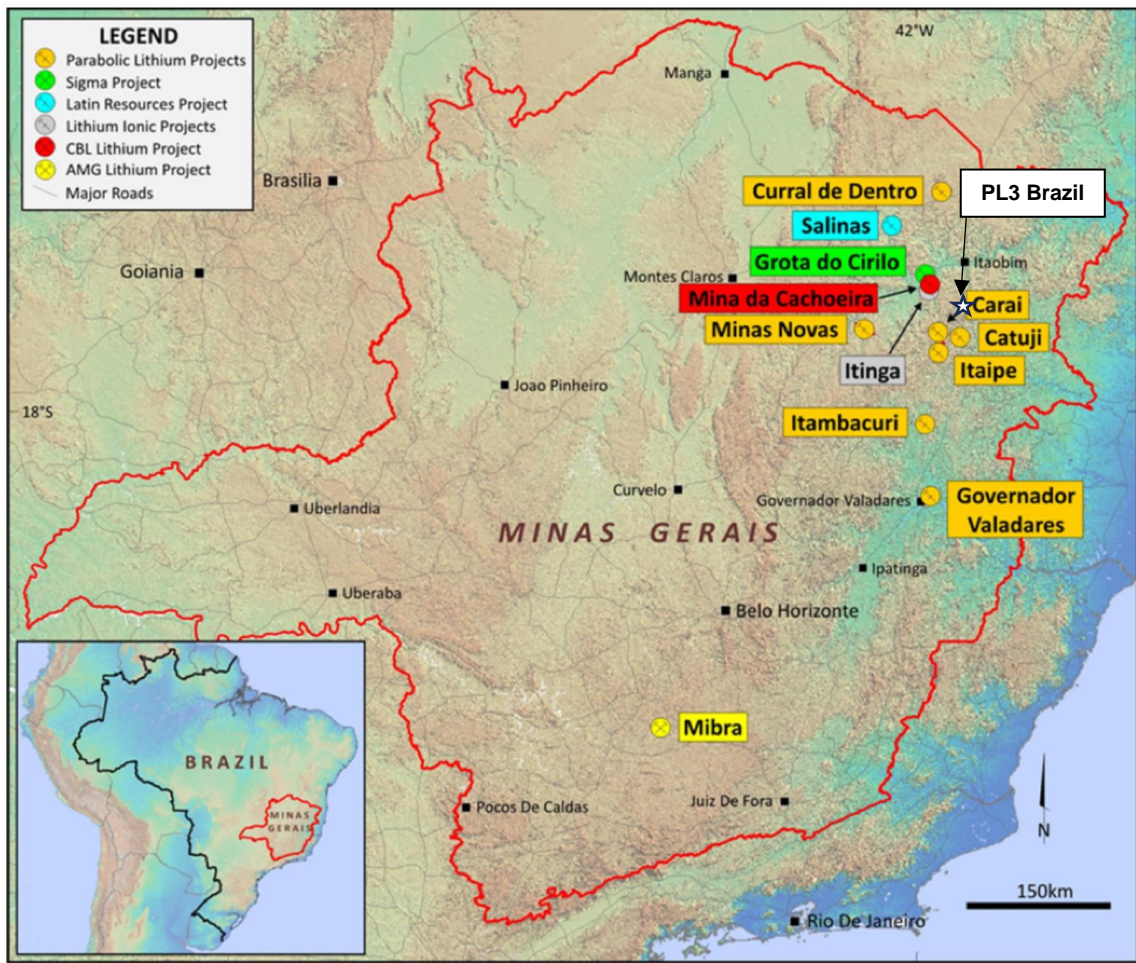 LEGEND
Parabolic Lithium Projects
Sigma Project
Latin Resources Project
Lithium Ionic Projects
CBL Lithium Project
AMG Lithium Project
Major Roads
42°W
Manga
Brasilia
Curral de Dentro
PL3 Brazil
Salinas
Goiania
Grota do Cirilo
Itaobim
Montes Claros
Mina da Cachoeira
Carai
Minas Novas
Catuji
Itinga
Itaipe
Joao Pinheiro
18°S
Itambacuri
Curvelo
Governador Valadares
Governador
Valadares
Uberlandia
MINAS GERAIS
Ipatinga
Uberaba
Belo Horizonte
Mibra
BRAZIL
MINAS
GERAIS
Pocos De Caldas
Juiz De Fora
N
150km
Rio De Janeiro